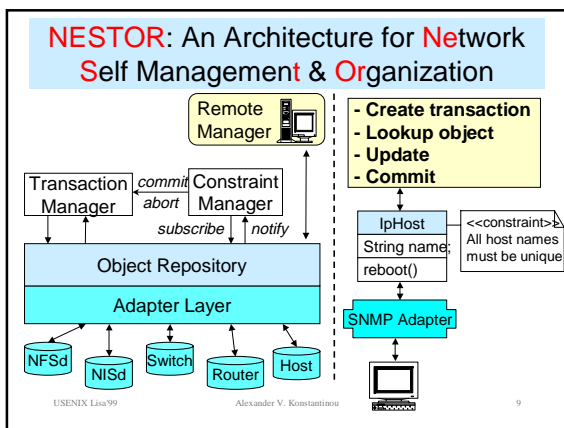 NESTOR: An Architecture for Network
Self Management & Organization
Remote
Manager
Transaction
Manager
commit
abort
Constraint
Manager
subscribe
notify
Object Repository
Adapter Layer
NFSd
NISd
Switch
Router
Host
- Create transaction
- Lookup object
- Update
- Commit
IpHost
String name;
reboot()
<<constraint>>
All host names
must be unique
SNMP Adapter
USENIX Lisa'99
Alexander V. Konstantinou
9